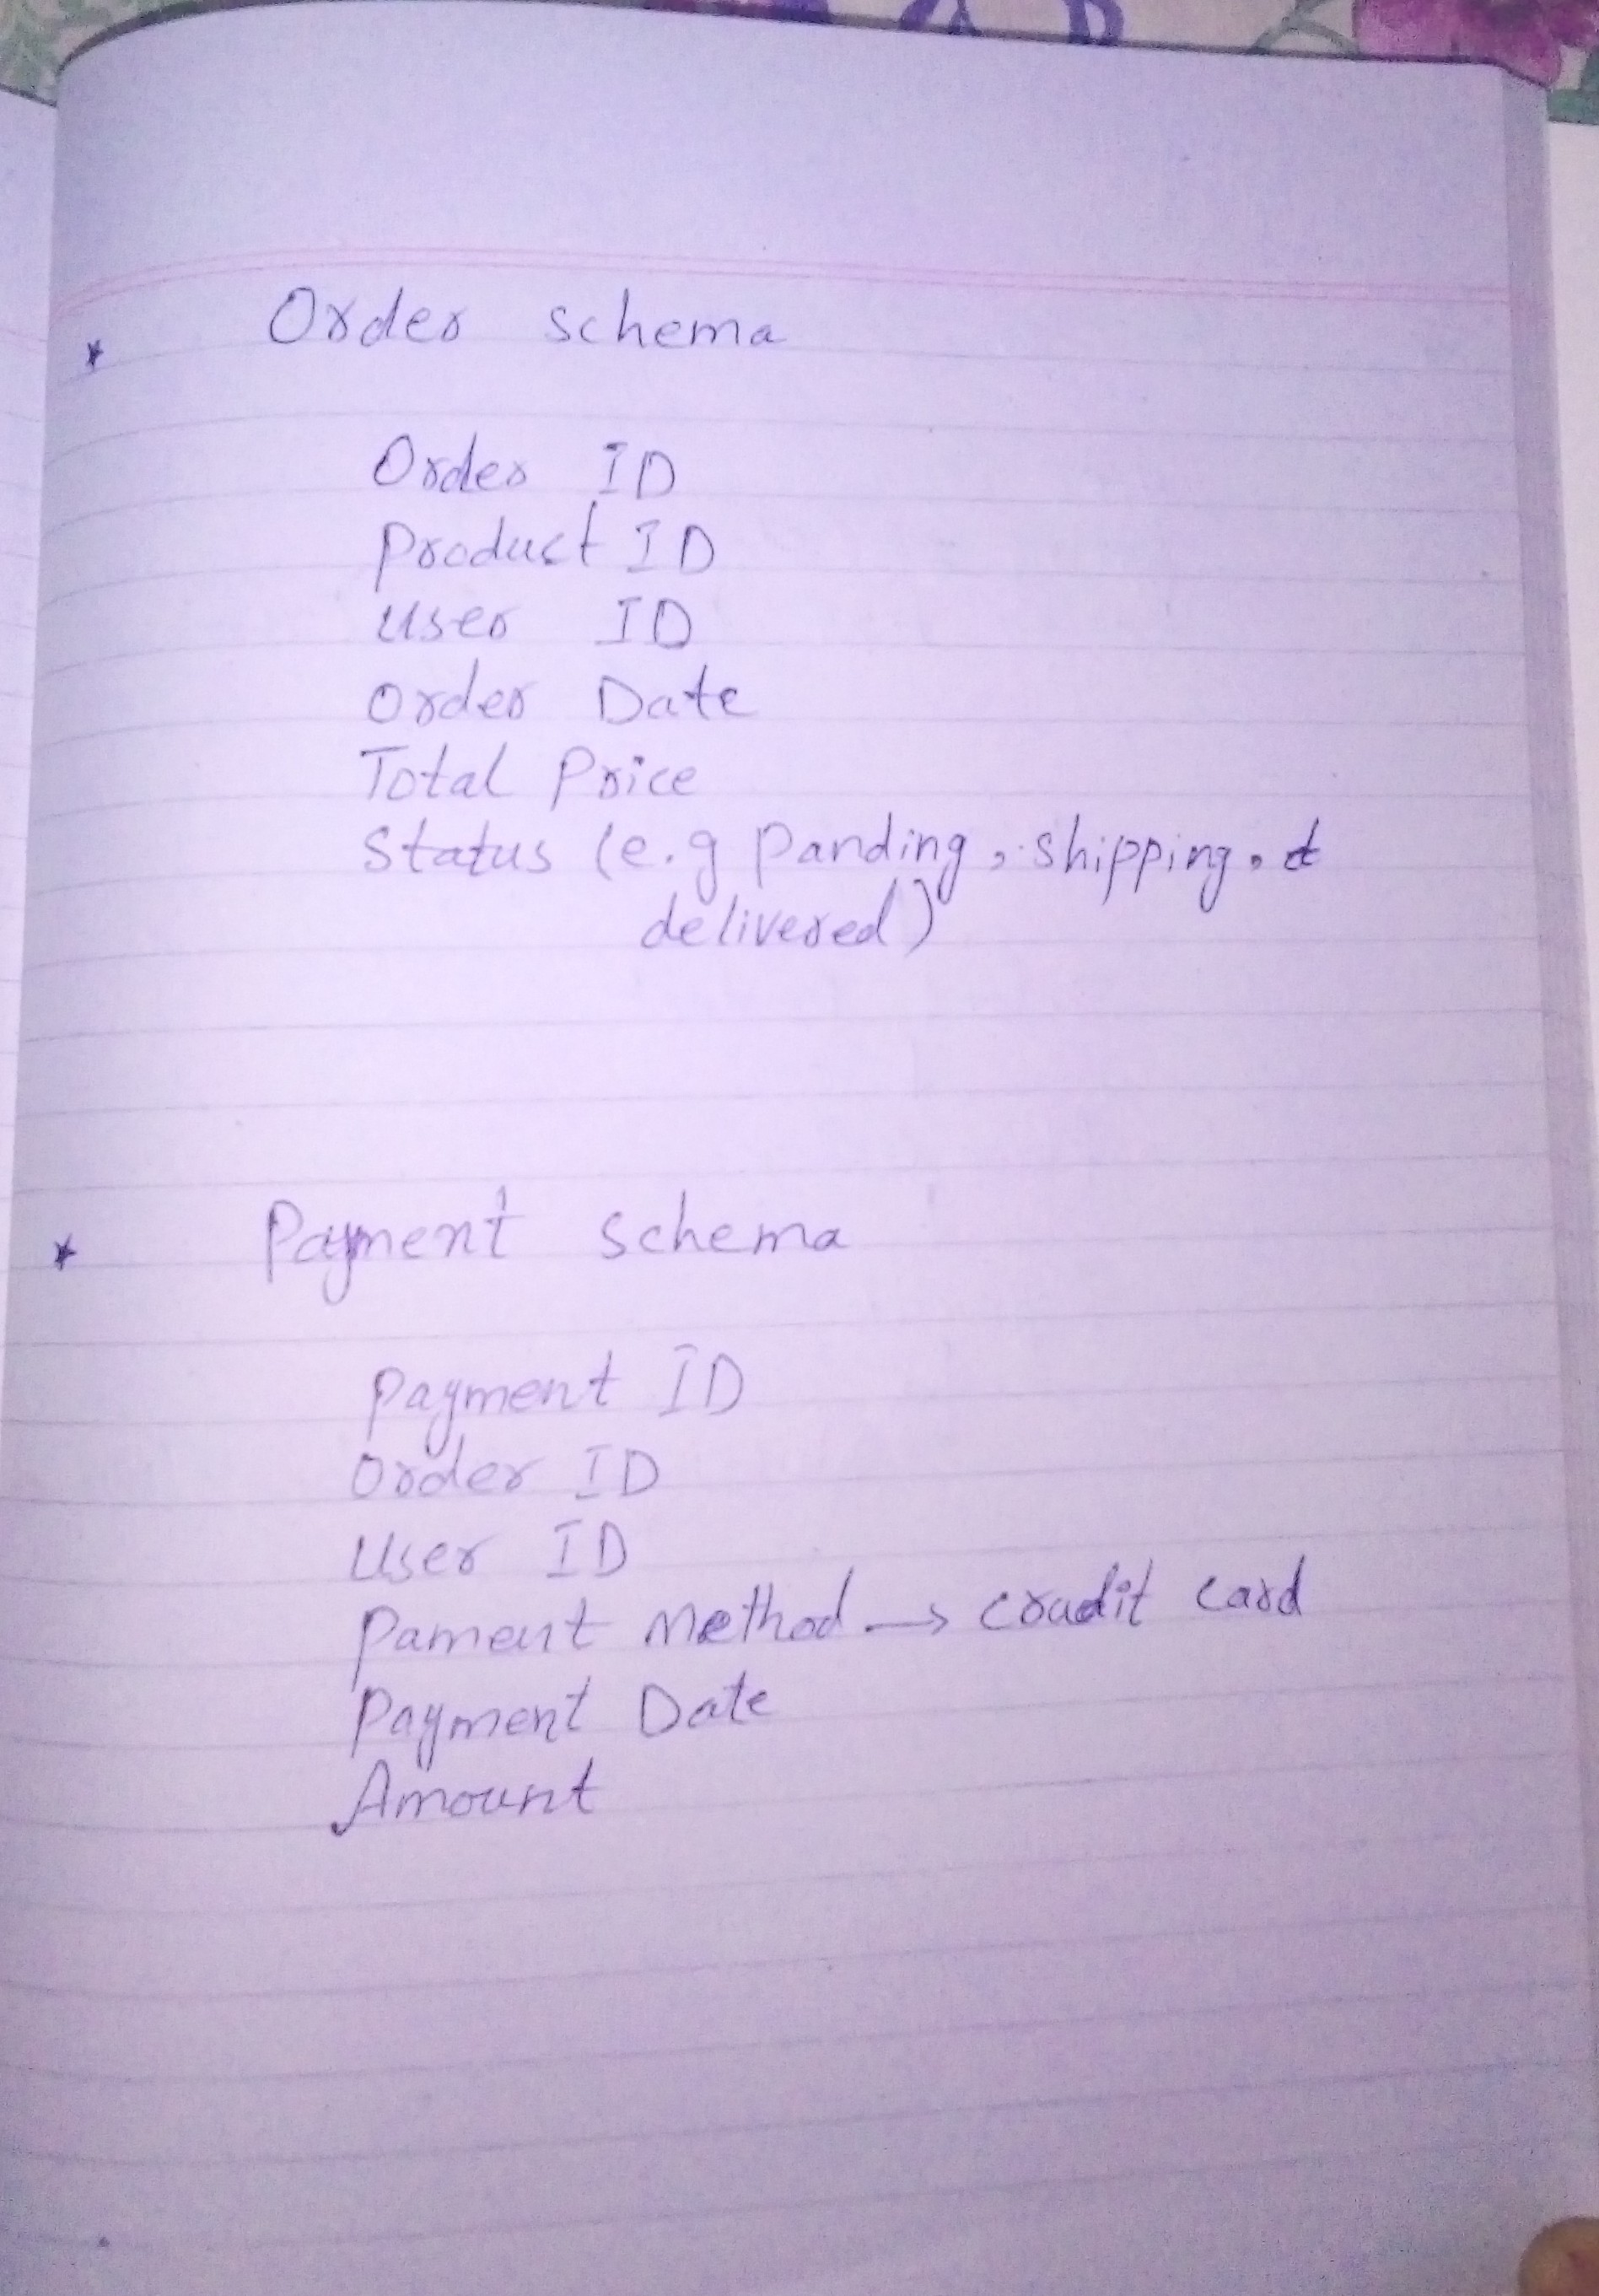 * Order schema
Order ID
Product ID
User ID
Order Date
Total Price
Status (e.g Panding, shipping, d
delivered)
* Payment schema
Payment ID
Order ID
User ID
Pament Method → craudit card
Payment Date
Amount